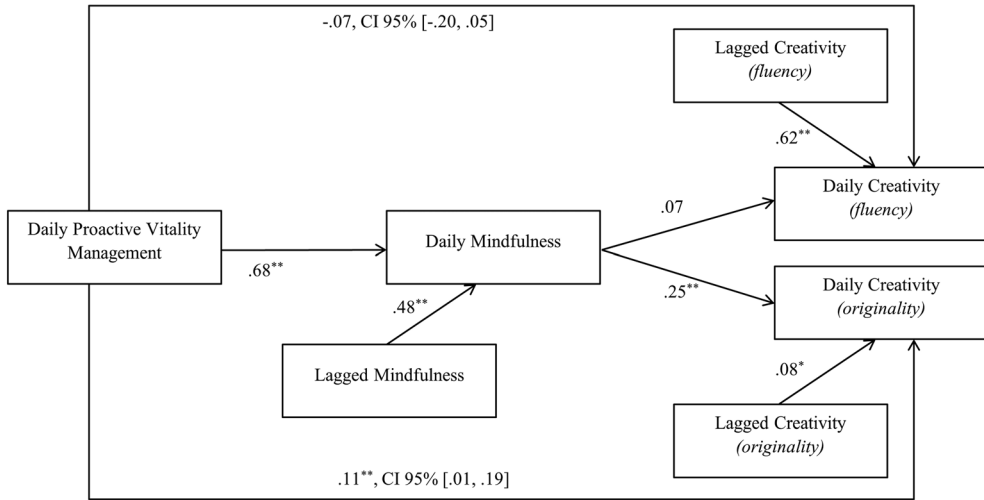 -.07, CI 95% [-.20, .05]
Lagged Creativity
(fluency)
.62**
Daily Creativity
(fluency)
.07
Daily Proactive Vitality
Management
.68**
Daily Mindfulness
.25**
Daily Creativity
(originality)
.48**
Lagged Mindfulness
.08*
Lagged Creativity
(originality)
.11**, CI 95% [.01, .19]